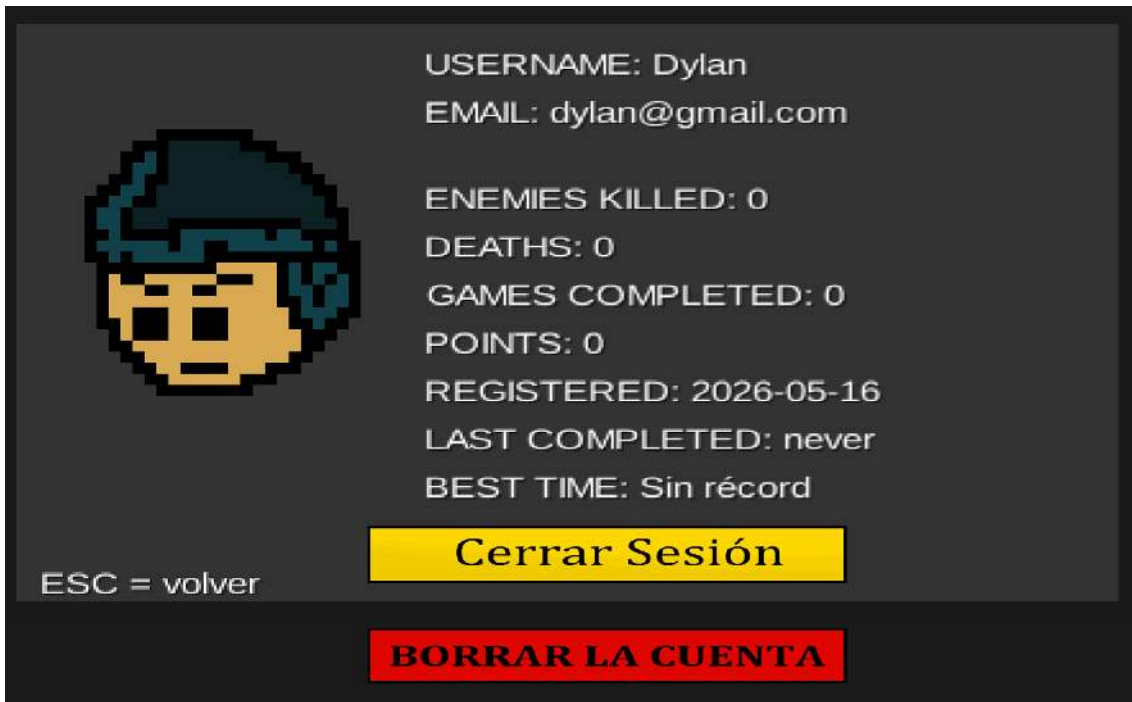 USERNAME: Dylan
EMAIL: dylan@gmail.com
ENEMIES KILLED: 0
DEATHS: 0
GAMES COMPLETED: 0
POINTS: 0
REGISTERED: 2026-05-16
LAST COMPLETED: never
BEST TIME: Sin récord
Cerrar Sesión
ESC = volver
BORRAR LA CUENTA